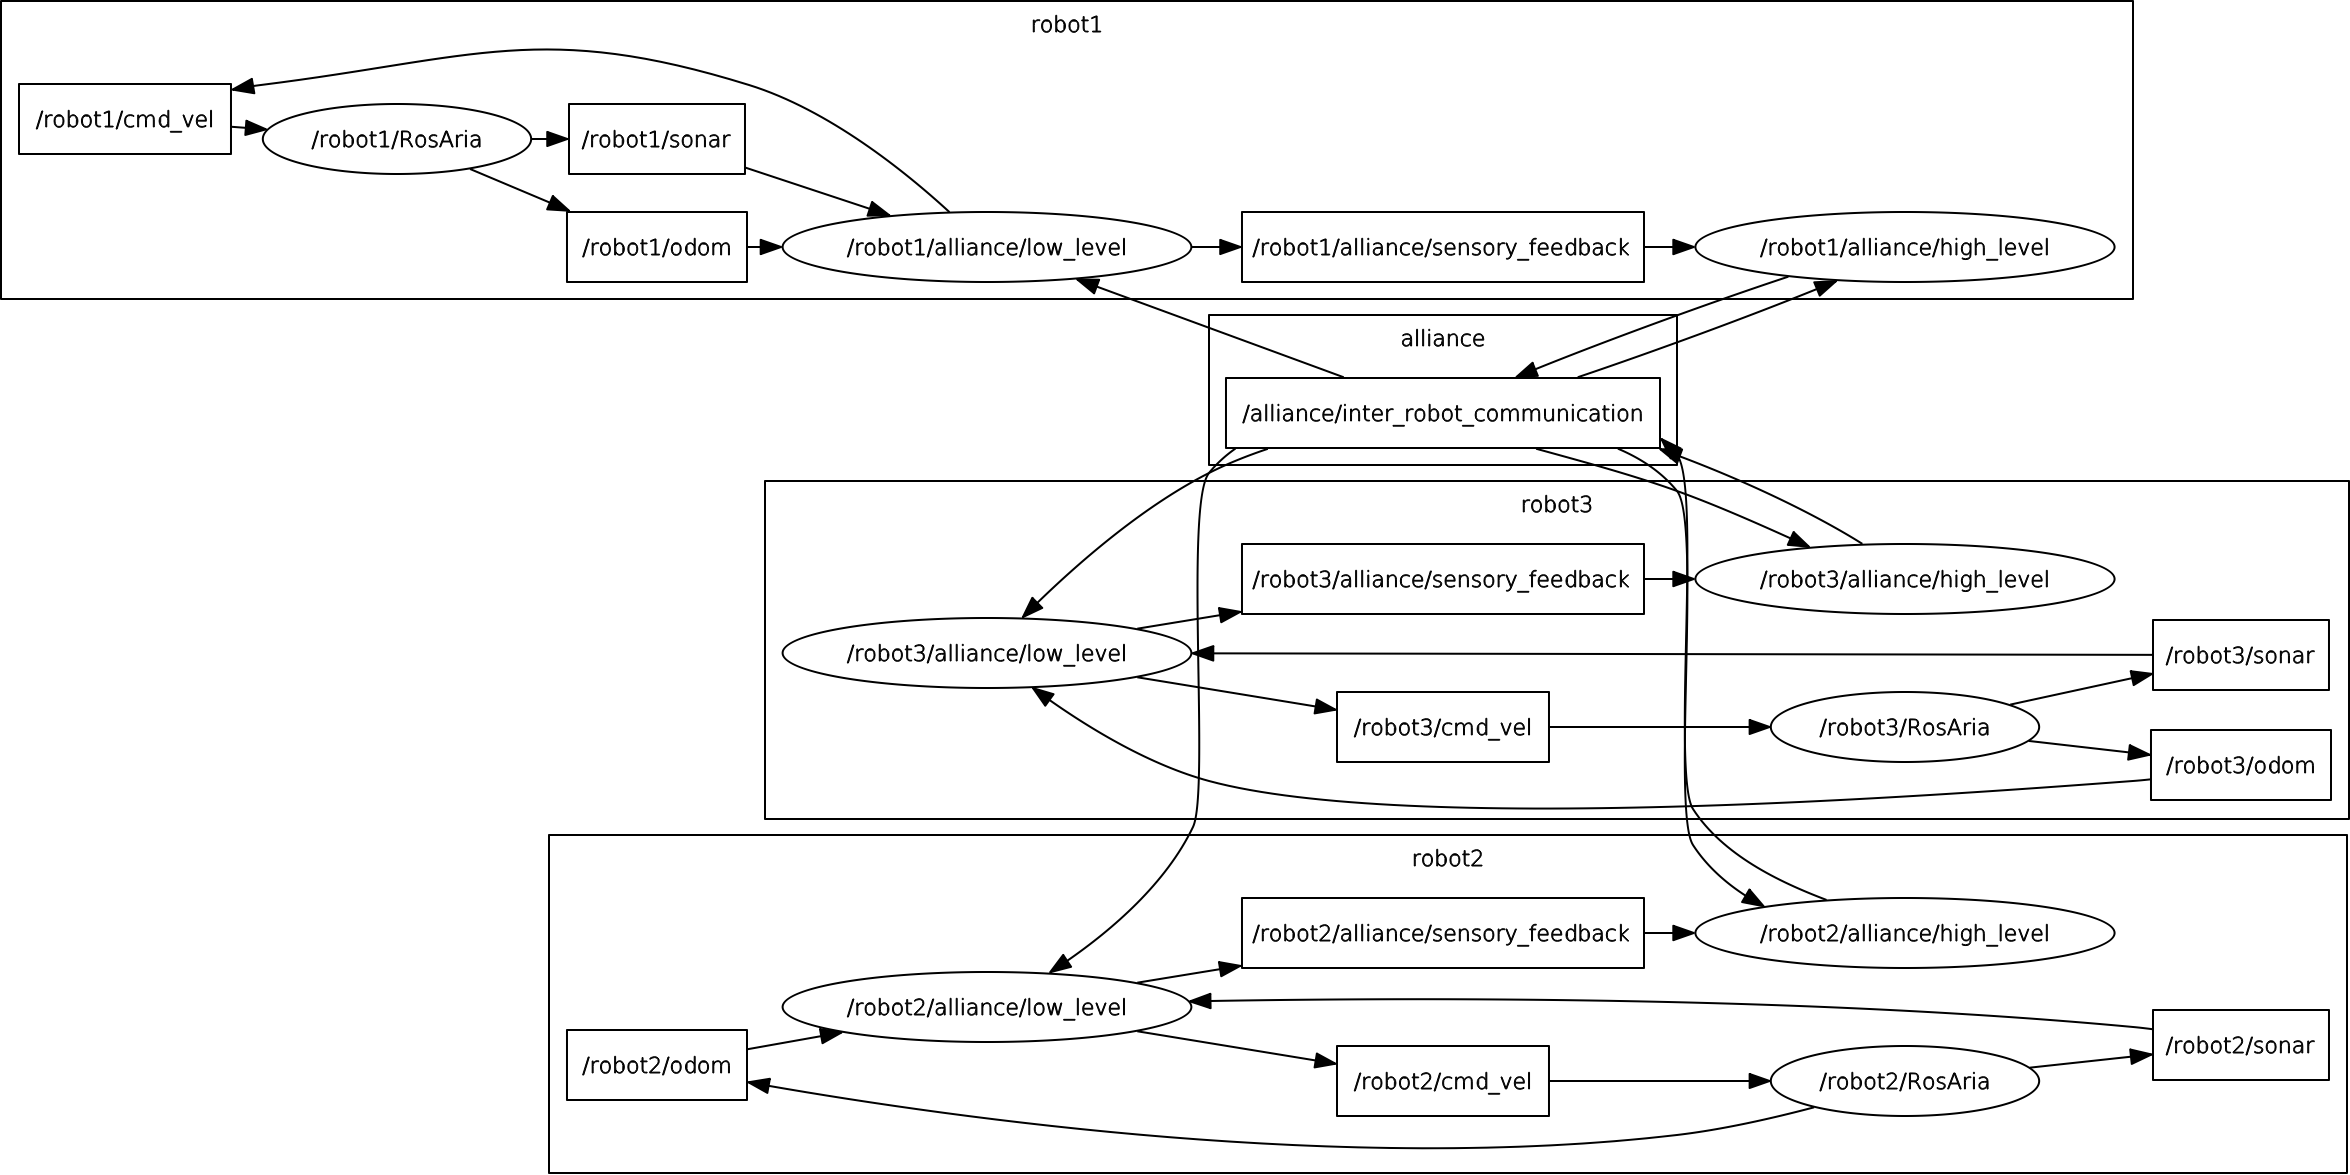 robot1
/robot1/cmd_vel
/robot1/RosAria
/robot1/sonar
/robot1/odom
/robot1/alliance/low_level
/robot1/alliance/sensory_feedback
/robot1/alliance/high_level
alliance
/alliance/inter_robot_communication
robot3
/robot3/alliance/sensory_feedback
/robot3/alliance/high_level
/robot3/alliance/low_level
/robot3/sonar
/robot3/cmd_vel
/robot3/RosAria
/robot3/odom
robot2
/robot2/alliance/sensory_feedback
/robot2/alliance/high_level
/robot2/alliance/low_level
/robot2/sonar
/robot2/odom
/robot2/cmd_vel
/robot2/RosAria